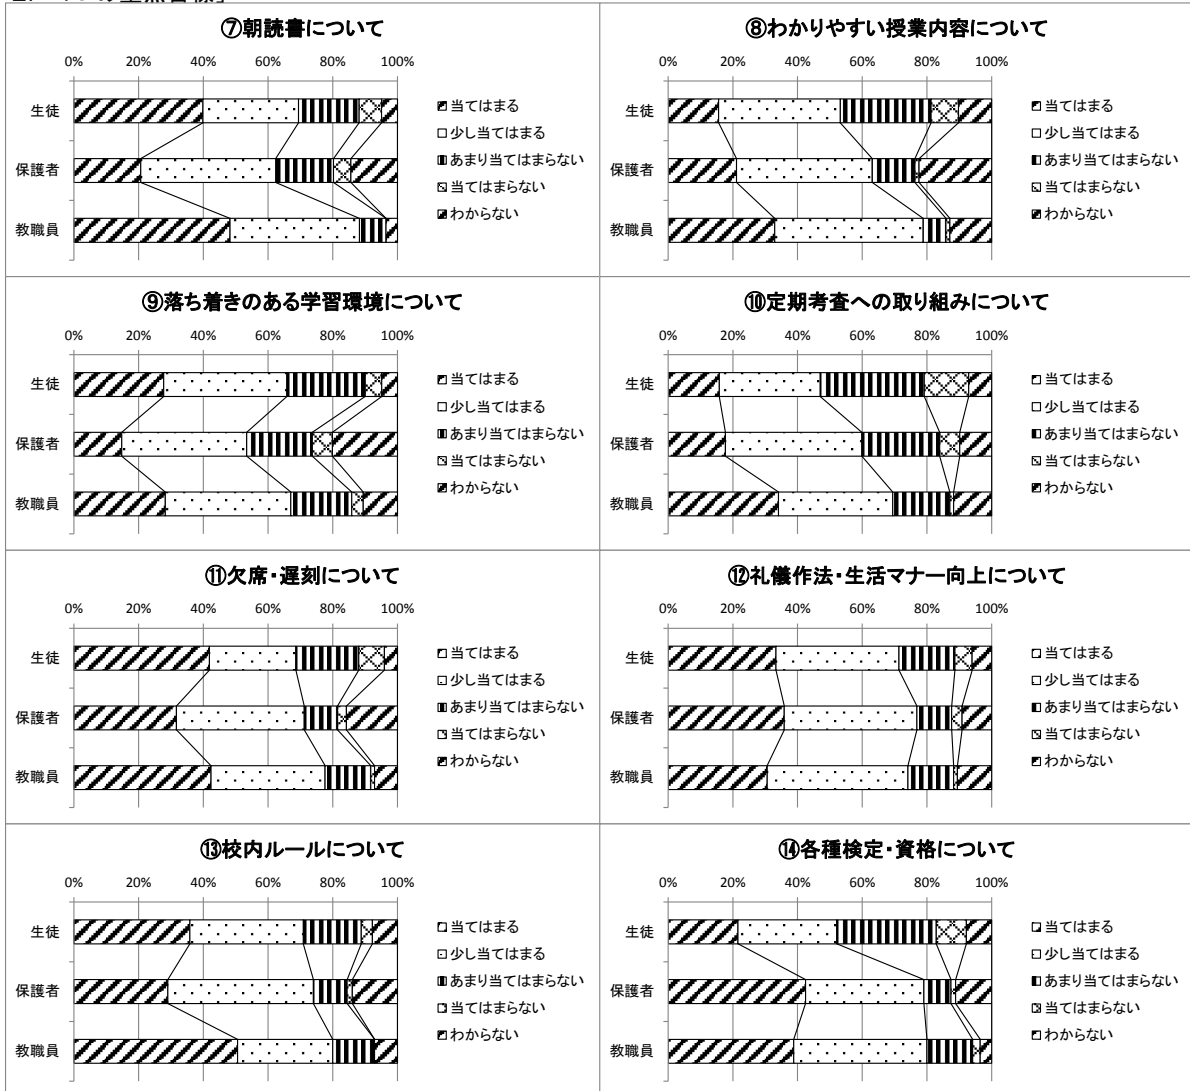 ⑦朝読書について
0% 20% 40% 60% 80% 100%
生徒
保護者
教職員
当てはまる
少し当てはまる
あまり当てはまらない
当てはまらない
わからない
⑧わかりやすい授業内容について
0% 20% 40% 60% 80% 100%
生徒
保護者
教職員
当てはまる
少し当てはまる
あまり当てはまらない
当てはまらない
わからない
⑨落ち着きのある学習環境について
0% 20% 40% 60% 80% 100%
生徒
保護者
教職員
当てはまる
少し当てはまる
あまり当てはまらない
当てはまらない
わからない
⑩定期考査への取り組みについて
0% 20% 40% 60% 80% 100%
生徒
保護者
教職員
当てはまる
少し当てはまる
あまり当てはまらない
当てはまらない
わからない
⑪欠席・遅刻について
0% 20% 40% 60% 80% 100%
生徒
保護者
教職員
当てはまる
少し当てはまる
あまり当てはまらない
当てはまらない
わからない
⑫礼儀作法・生活マナー向上について
0% 20% 40% 60% 80% 100%
生徒
保護者
教職員
当てはまる
少し当てはまる
あまり当てはまらない
当てはまらない
わからない
⑬校内ルールについて
0% 20% 40% 60% 80% 100%
生徒
保護者
教職員
当てはまる
少し当てはまる
あまり当てはまらない
当てはまらない
わからない
⑭各種検定・資格について
0% 20% 40% 60% 80% 100%
生徒
保護者
教職員
当てはまる
少し当てはまる
あまり当てはまらない
当てはまらない
わからない